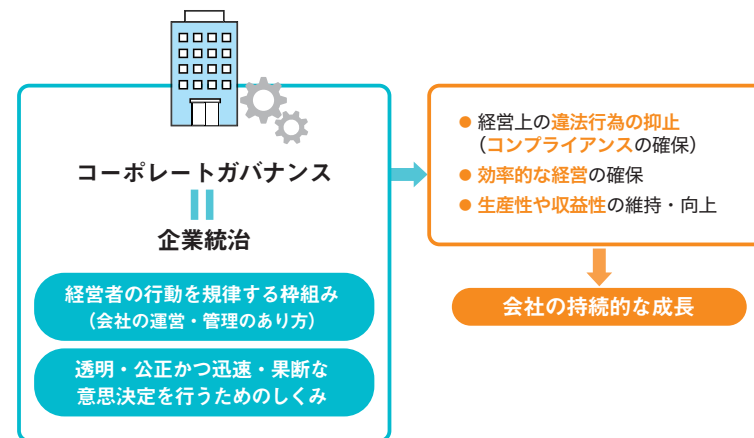 コーポレートガバナンス
企業統治
経営者の行動を規律する枠組み
（会社の運営・管理のあり方）
透明・公正かつ迅速・果断な
意思決定を行うためのしくみ
● 経営上の違法行為の抑止
（コンプライアンスの確保）
● 効率的な経営の確保
● 生産性や収益性の維持・向上
会社の持続的な成長